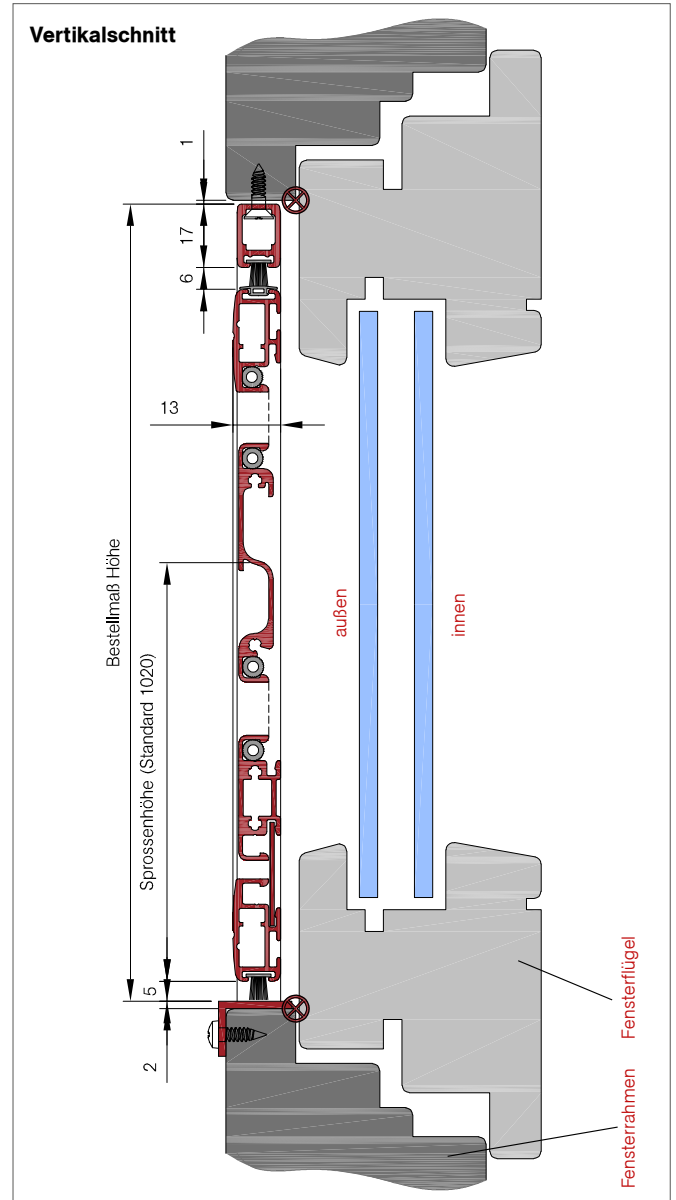 Vertikalschnitt
1
17
6
13
Bestellmaß Höhe
Sprossenhöhe (Standard 1020)
außen
innen
5
2
Fensterflügel
Fensterrahmen